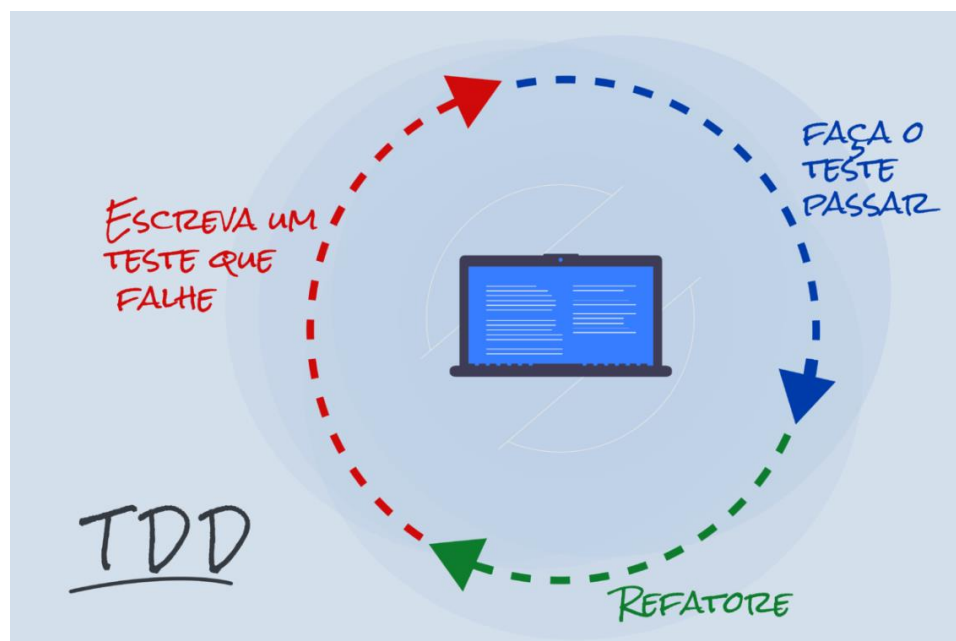 Escreva um
teste que
falhe
faça o
teste
passar
Refatore
TDD